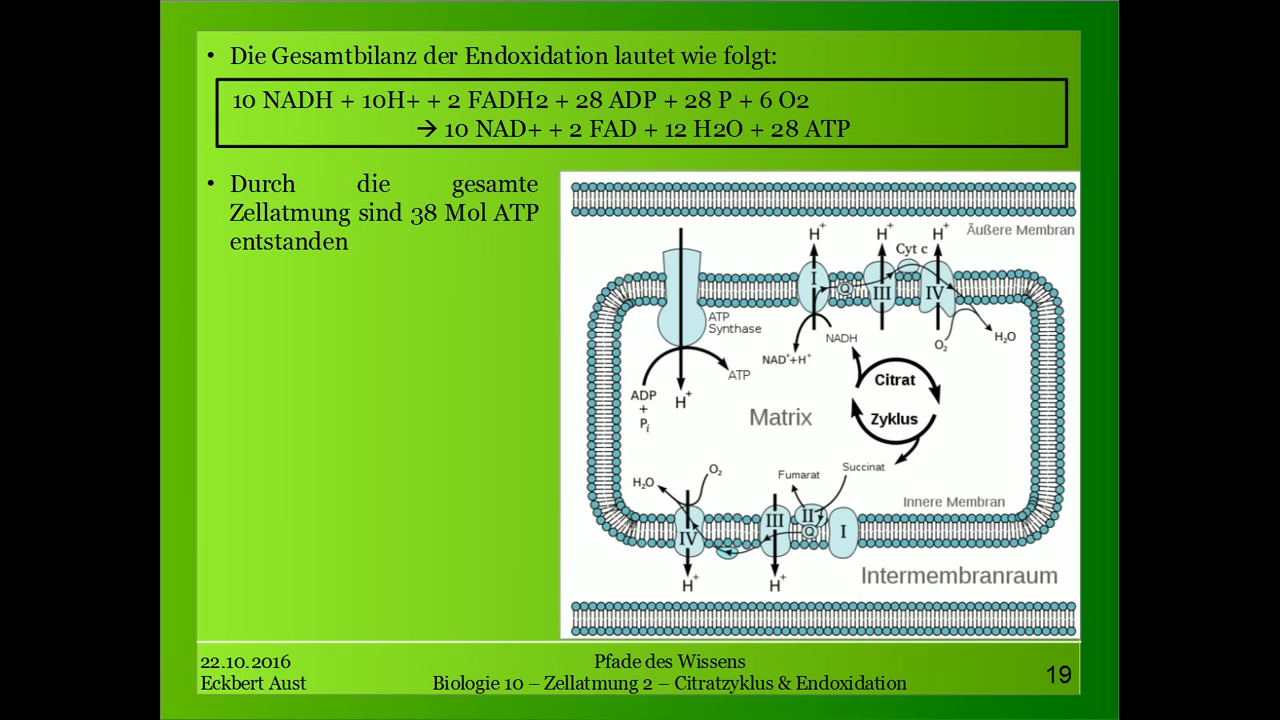 • Die Gesamtbilanz der Endoxidation lautet wie folgt:
10 NADH + 10H+ + 2 FADH2 + 28 ADP + 28 P + 6 O2
→ 10 NAD+ + 2 FAD + 12 H2O + 28 ATP
• Durch die gesamte
Zellatmung sind 38 Mol ATP
entstanden
H⁺
H⁺
H⁺
Äußere Membran
Cyt c
I
Q
III
IV
ATP
Synthase
NADH
O₂
H₂O
NAD⁺+H⁺
ATP
ADP
+
Pᵢ
H⁺
Citrat
Zyklus
Matrix
Succinat
Fumarat
O₂
H₂O
Innere Membran
IV
III
II
Q
I
H⁺
H⁺
Intermembranraum
22.10.2016
Eckbert Aust
Pfade des Wissens
Biologie 10 – Zellatmung 2 – Citratzyklus & Endoxidation
19